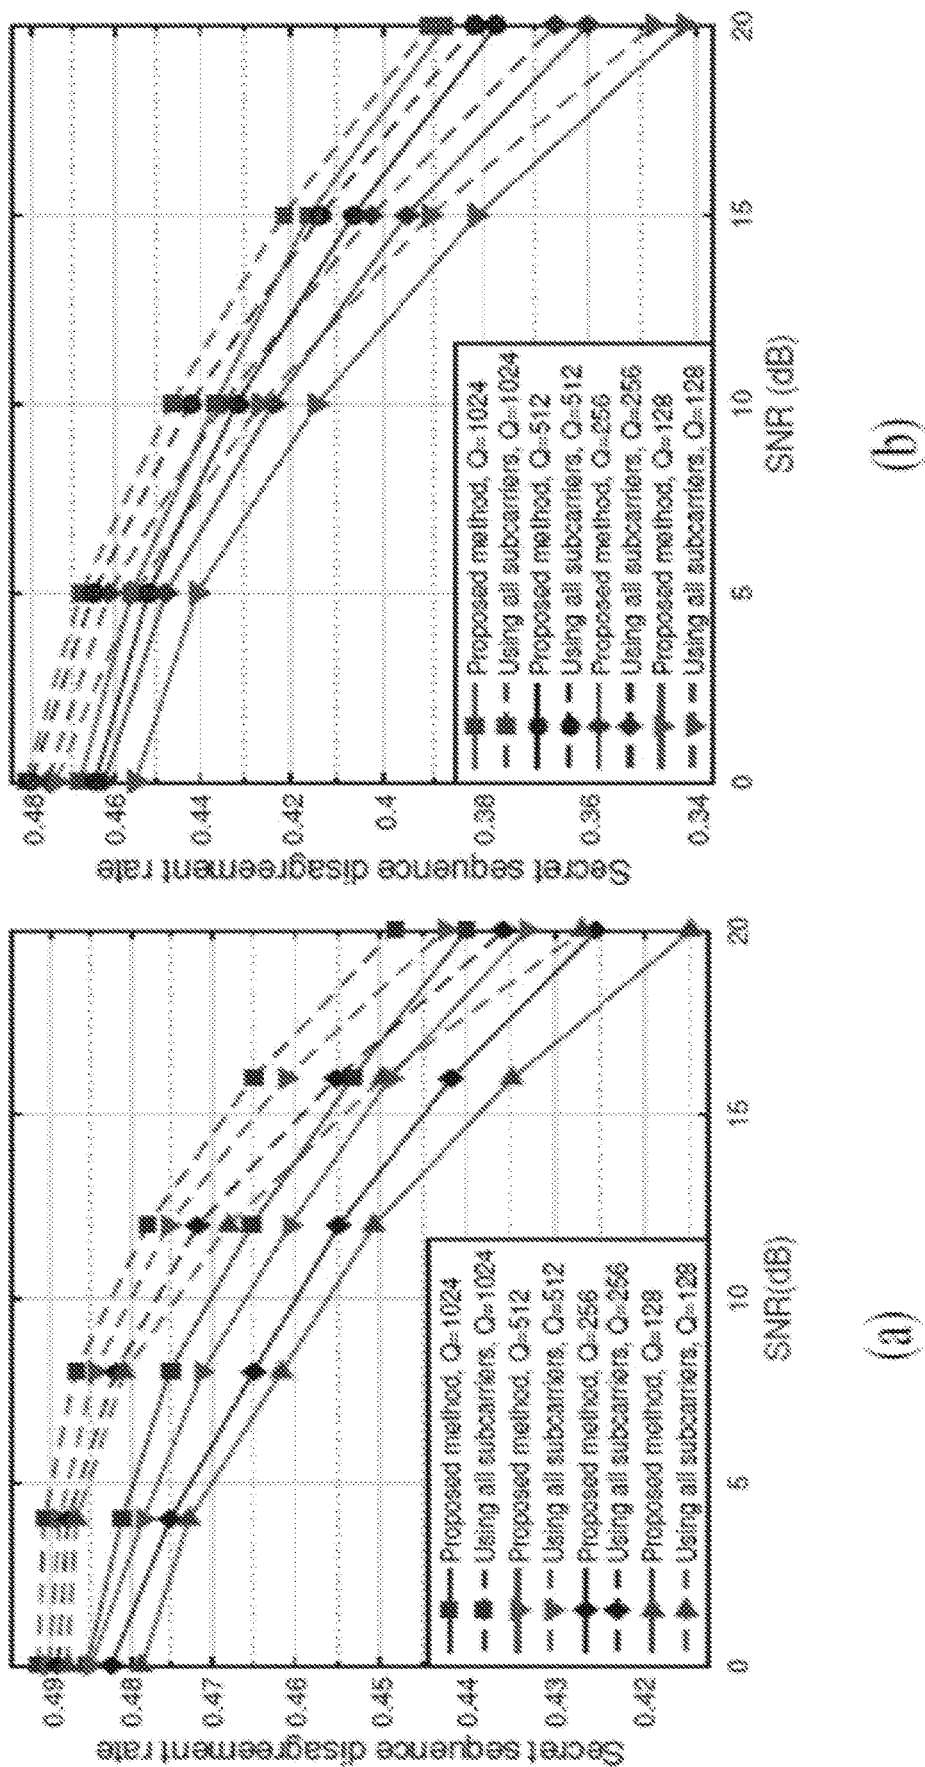 Secret sequence disagreement rate
0.49
0.48
0.47
0.46
0.45
0.44
0.43
0.42
0
5
10
15
20
SNR(dB)
Proposed method, Q=1024
Using all subcarriers, Q=1024
Proposed method, Q=512
Using all subcarriers, Q=512
Proposed method, Q=256
Using all subcarriers, Q=256
Proposed method, Q=128
Using all subcarriers, Q=128
(a)
Secret sequence disagreement rate
0.48
0.46
0.44
0.42
0.4
0.38
0.36
0.34
0
5
10
15
20
SNR (dB)
Proposed method, Q=1024
Using all subcarriers, Q=1024
Proposed method, Q=512
Using all subcarriers, Q=512
Proposed method, Q=256
Using all subcarriers, Q=256
Proposed method, Q=128
Using all subcarriers, Q=128
(b)